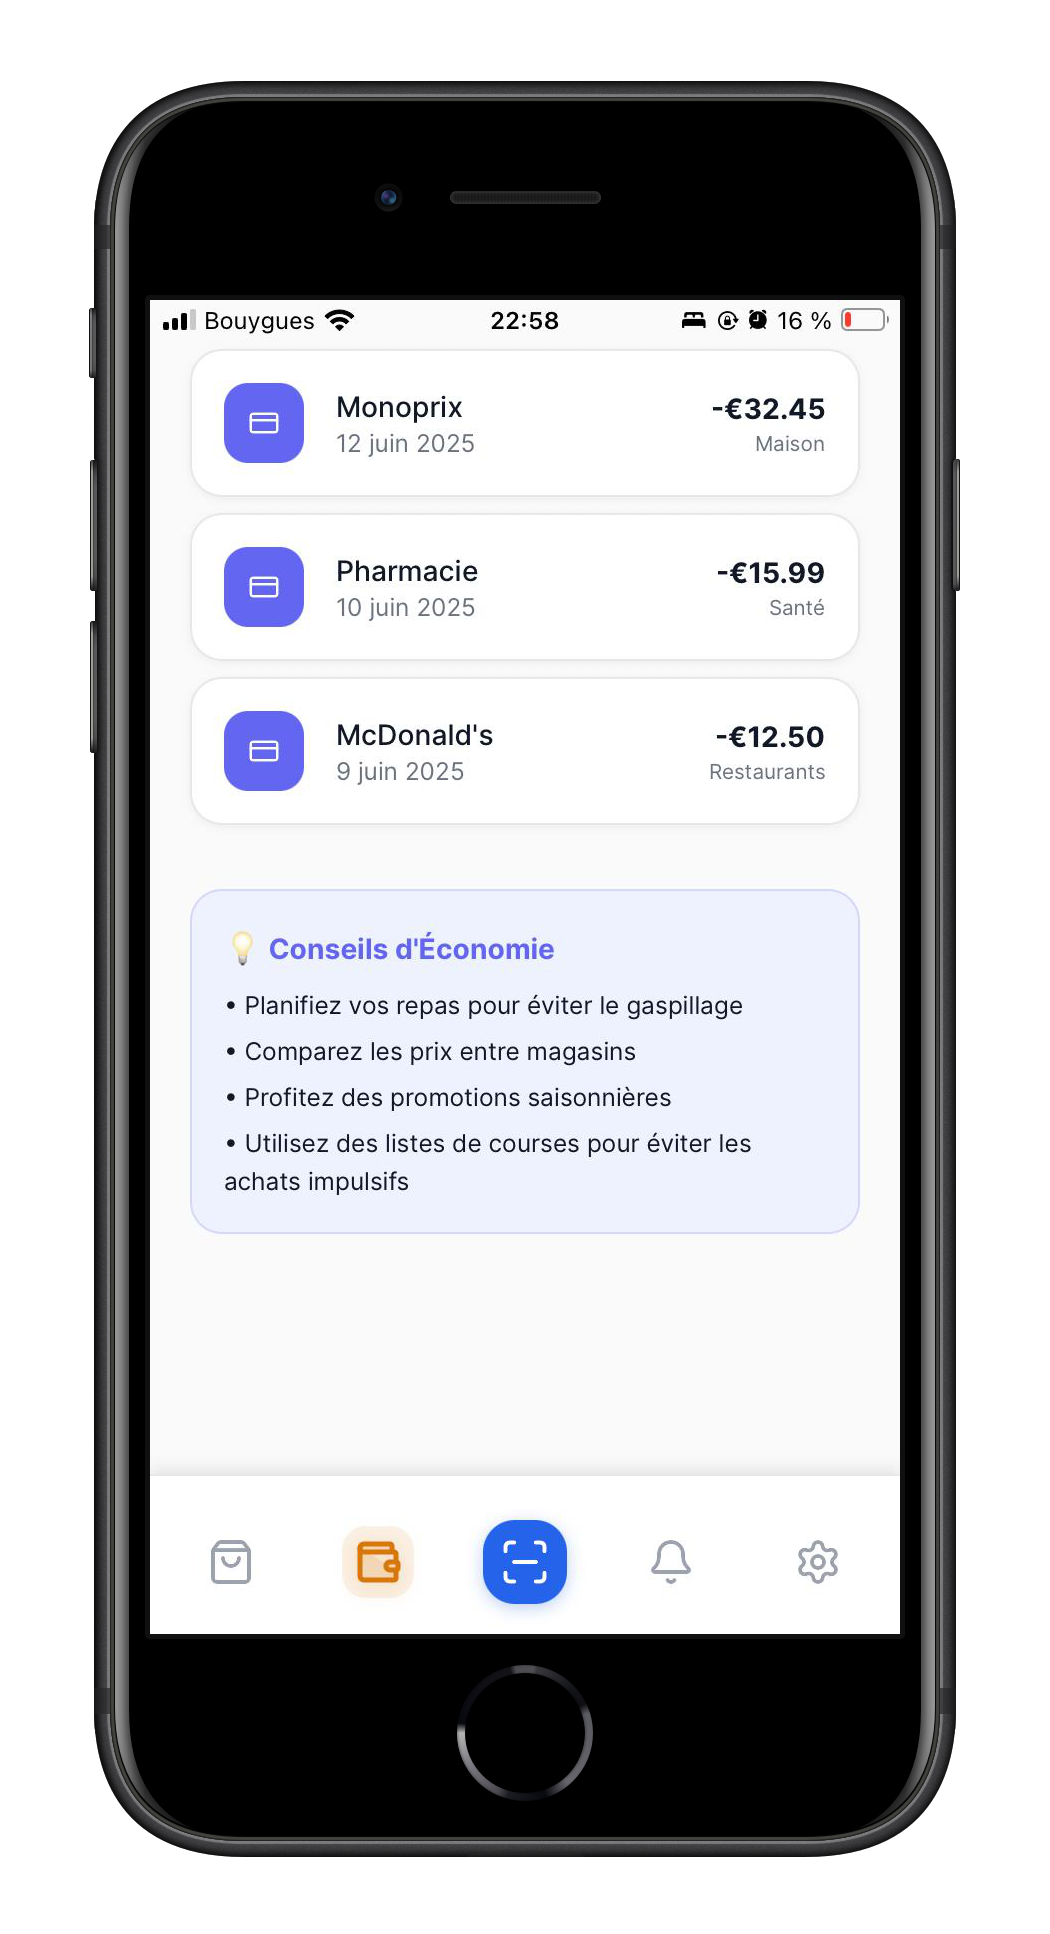 Bouygues 22:58 16 %
Monoprix -€32.45
12 juin 2025 Maison
Pharmacie -€15.99
10 juin 2025 Santé
McDonald's -€12.50
9 juin 2025 Restaurants
Conseils d'Économie
• Planifiez vos repas pour éviter le gaspillage
• Comparez les prix entre magasins
• Profitez des promotions saisonnières
• Utilisez des listes de courses pour éviter les
achats impulsifs